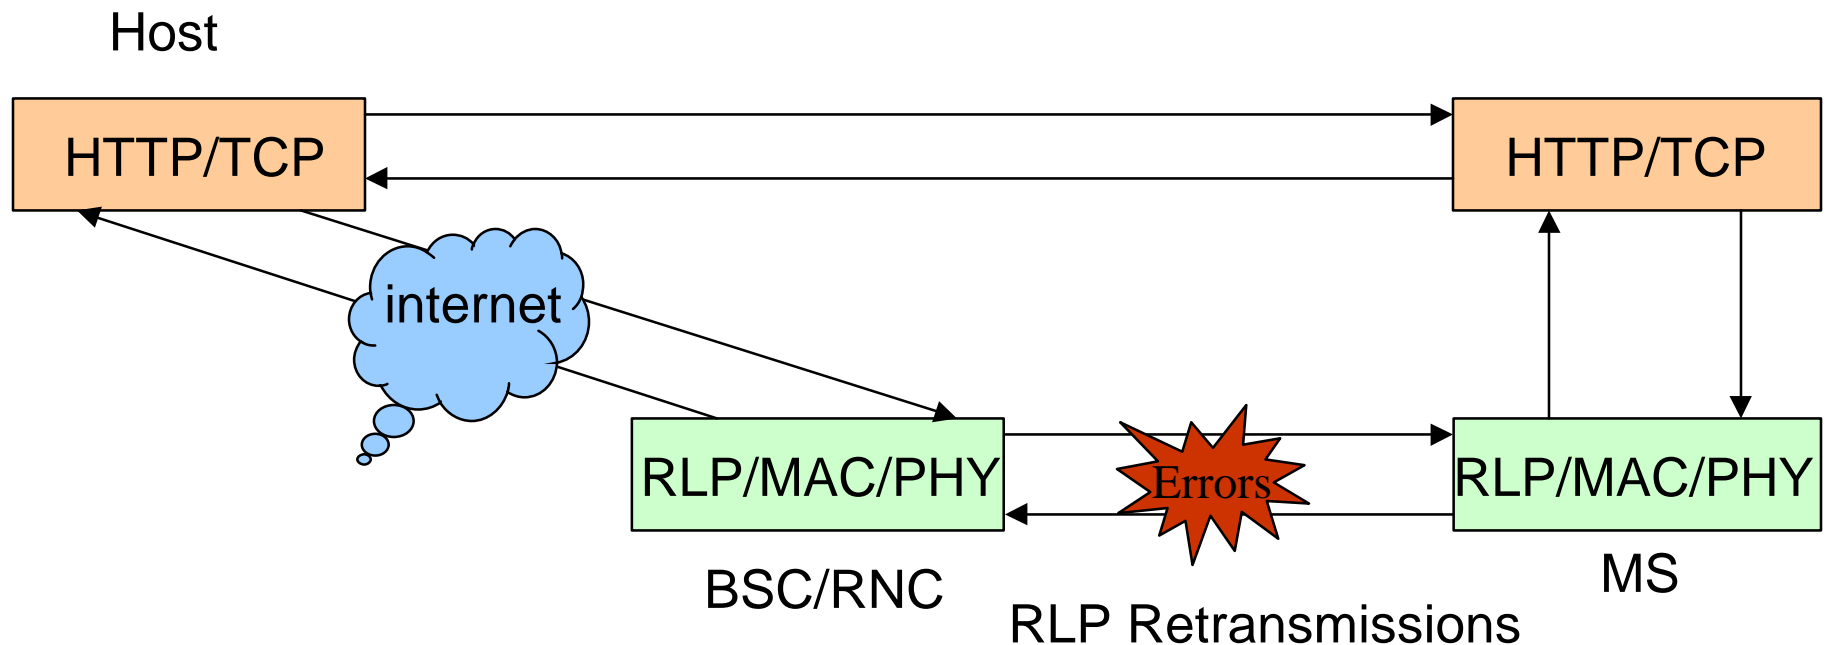 Host
HTTP/TCP
HTTP/TCP
internet
RLP/MAC/PHY
Errors
RLP/MAC/PHY
BSC/RNC
MS
RLP Retransmissions